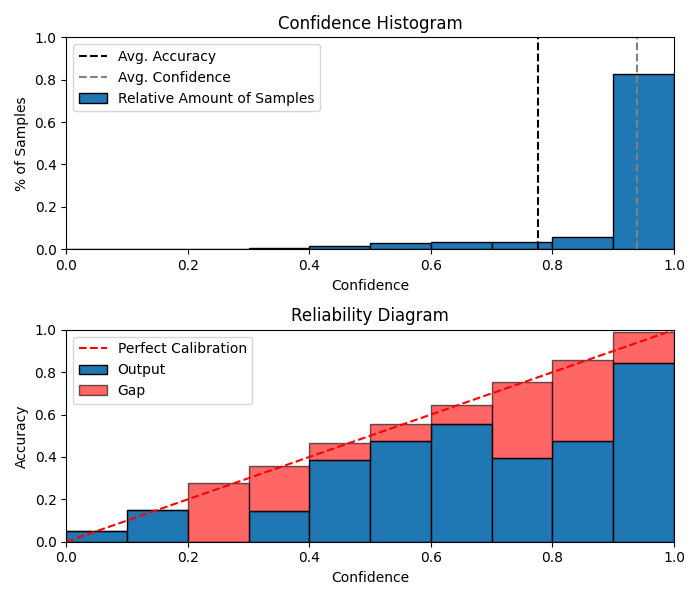 Confidence Histogram
1.0
0.8
0.6
0.4
0.2
0.0
% of Samples
Avg. Accuracy
Avg. Confidence
Relative Amount of Samples
0.0 0.2 0.4 0.6 0.8 1.0
Confidence
Reliability Diagram
1.0
0.8
0.6
0.4
0.2
0.0
Accuracy
Perfect Calibration
Output
Gap
0.0 0.2 0.4 0.6 0.8 1.0
Confidence